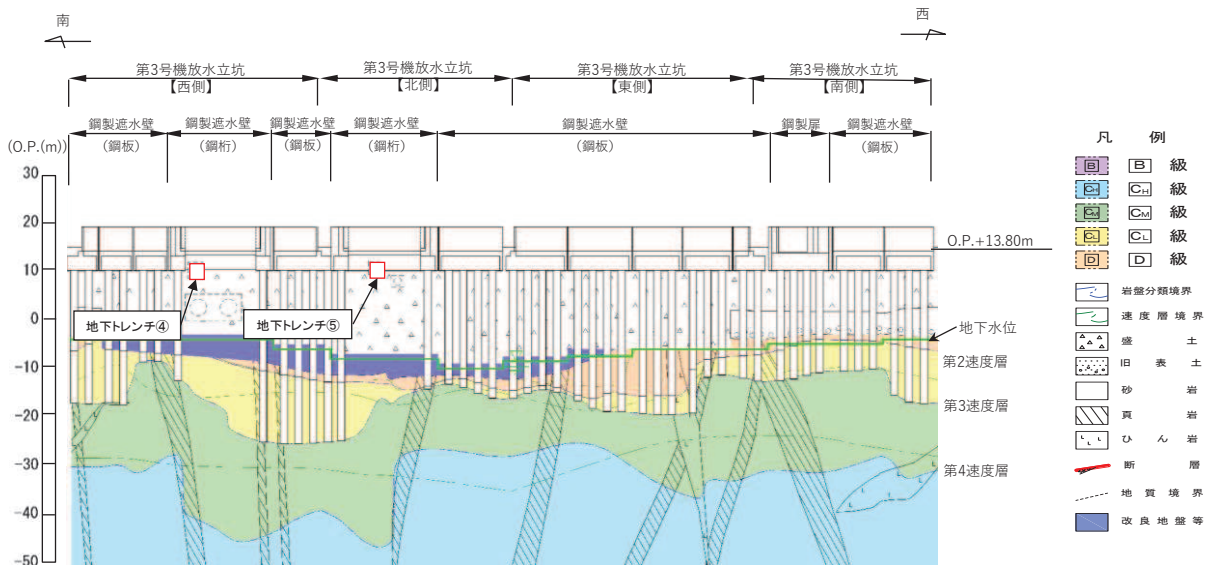 南
西
第3号機放水立坑
【西側】
第3号機放水立坑
【北側】
第3号機放水立坑
【東側】
第3号機放水立坑
【南側】
鋼製遮水壁
(鋼板)
鋼製遮水壁
(鋼桁)
鋼製遮水壁
(鋼板)
鋼製遮水壁
(鋼桁)
鋼製遮水壁
(鋼板)
鋼製扉
鋼製遮水壁
(鋼板)
(O.P.(m))
30
20
10
0
-10
-20
-30
-40
-50
O.P.+13.80m
地下トレンチ④
地下トレンチ⑤
地下水位
第2速度層
第3速度層
第4速度層
凡 例
B B 級
CH CH 級
CM CM 級
CL CL 級
D D 級
岩盤分類境界
速度層境界
盛 土
旧 表 土
砂 岩
頁 岩
ひ ん 岩
断 層
地 質 境 界
改 良 地 盤 等